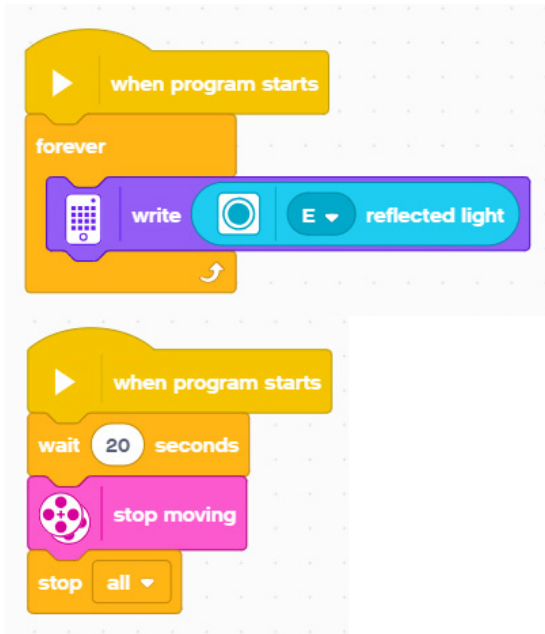 when program starts
forever
write E reflected light
when program starts
wait 20 seconds
stop moving
stop all